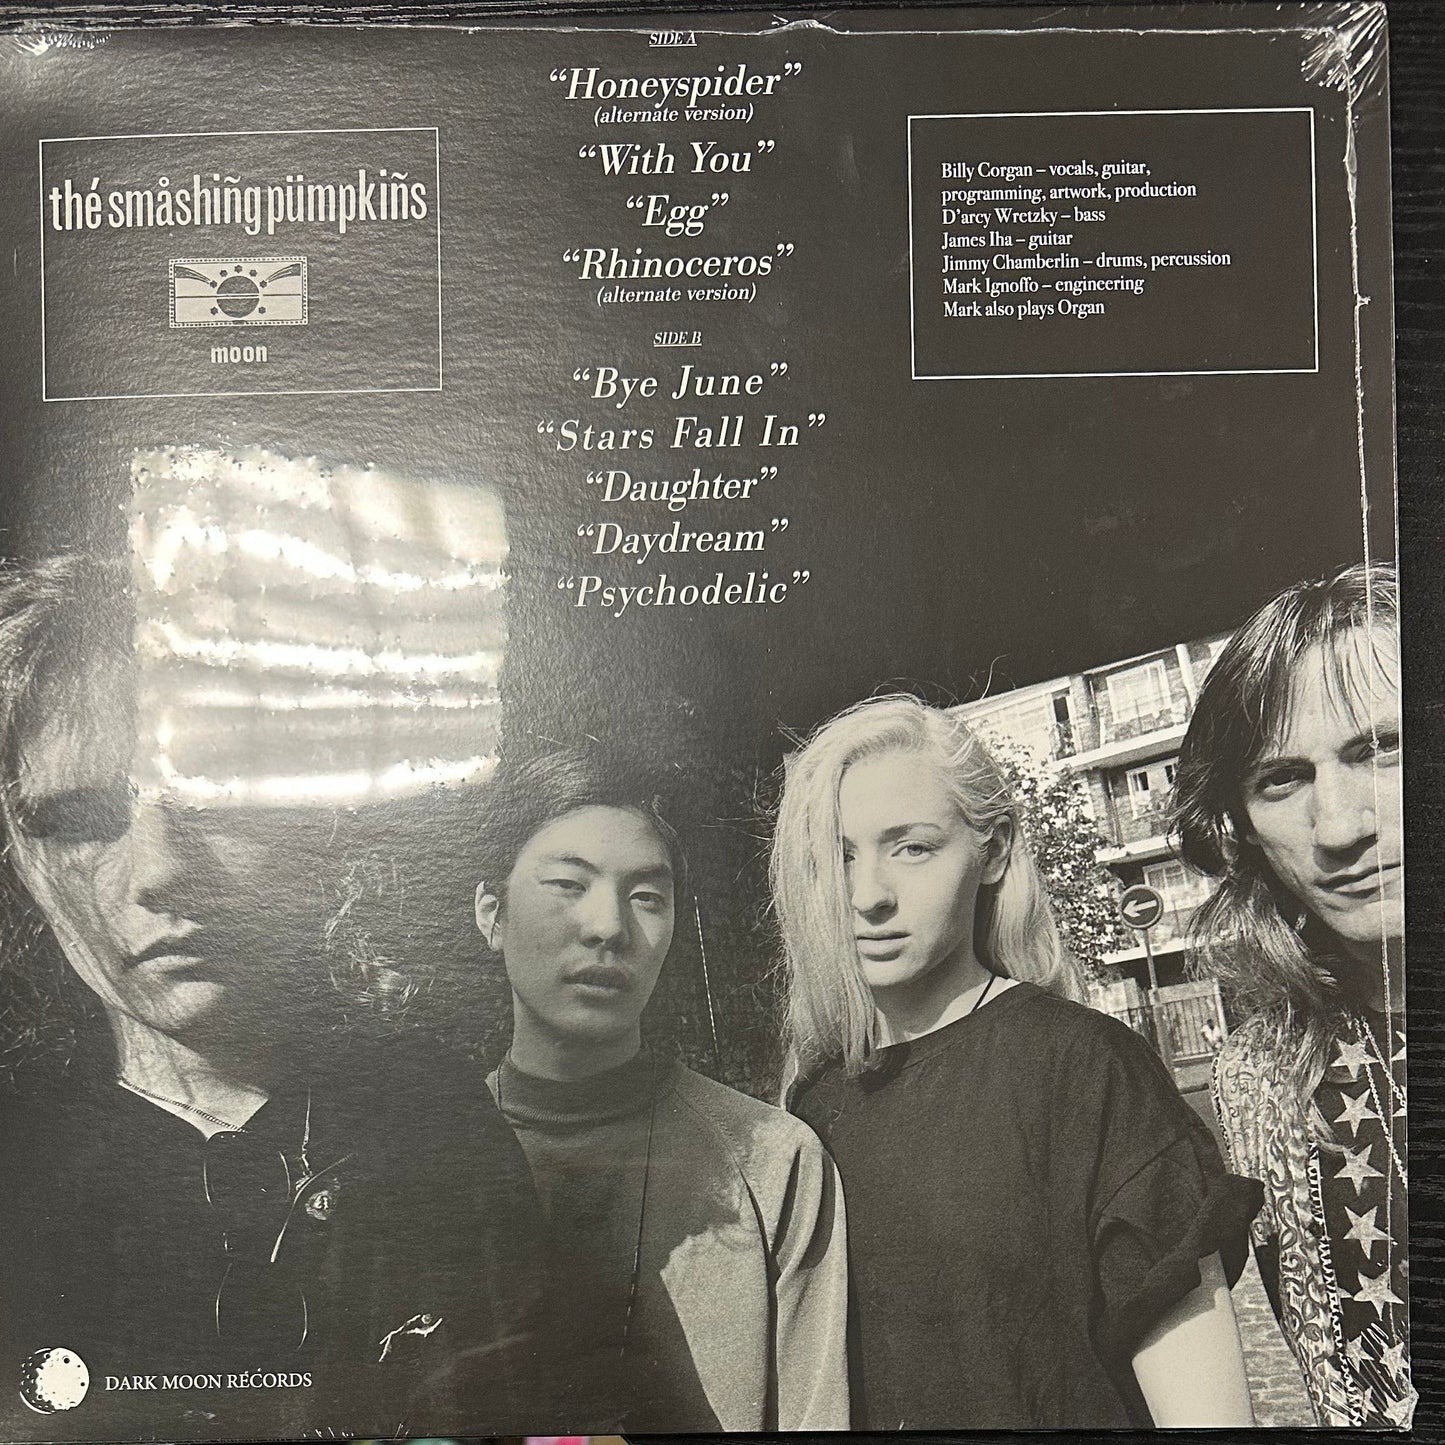 SIDE A
“Honeyspider”
(alternate version)
“With You”
“Egg”
“Rhinoceros”
(alternate version)
SIDE B
“Bye June”
“Stars Fall In”
“Daughter”
“Daydream”
“Psychodelic”
thé småshiñg pümpkiñs
moon
Billy Corgan – vocals, guitar,
programming, artwork, production
D'arcy Wretzky – bass
James Iha – guitar
Jimmy Chamberlin – drums, percussion
Mark Ignoffo – engineering
Mark also plays Organ
DARK MOON RECORDS